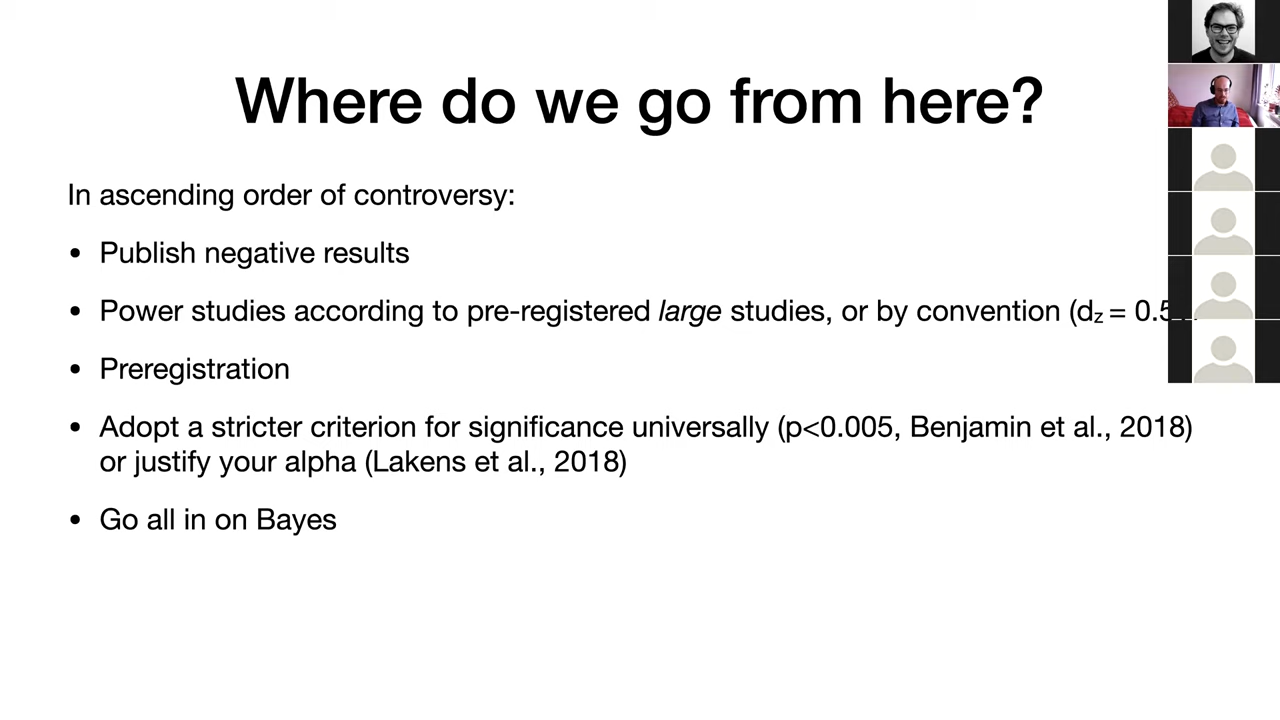 Where do we go from here?
In ascending order of controversy:
• Publish negative results
• Power studies according to pre-registered large studies, or by convention (dz = 0.5
• Preregistration
• Adopt a stricter criterion for significance universally (p<0.005, Benjamin et al., 2018)
or justify your alpha (Lakens et al., 2018)
• Go all in on Bayes